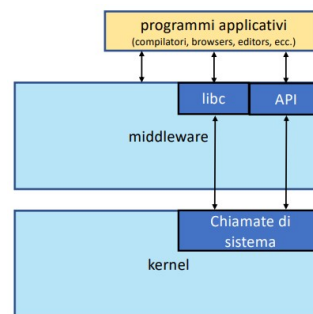 programmi applicativi
(compilatori, browsers, editors, ecc.)
libc
API
middleware
Chiamate di
sistema
kernel